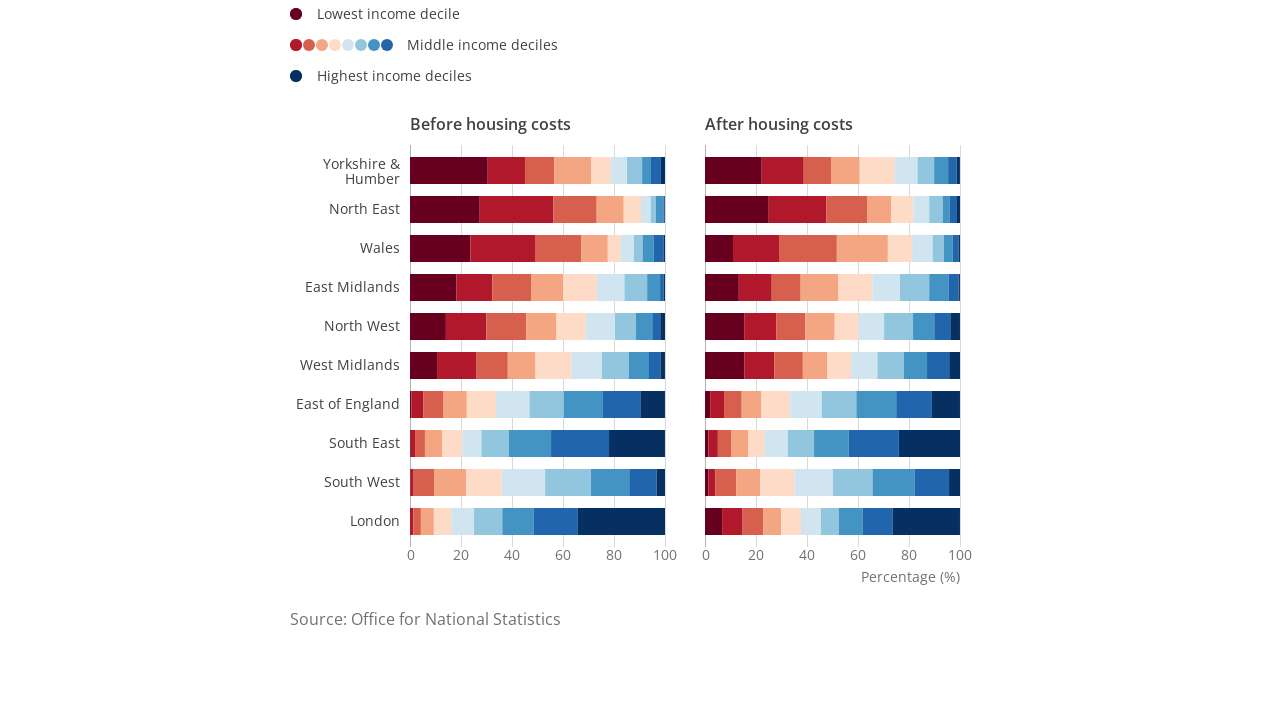 Lowest income decile
Middle income deciles
Highest income deciles
Before housing costs
After housing costs
Yorkshire &
Humber
North East
Wales
East Midlands
North West
West Midlands
East of England
South East
South West
London
0 20 40 60 80 100
0 20 40 60 80 100
Percentage (%)
Source: Office for National Statistics